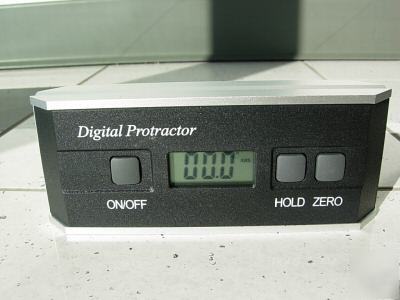 Digital Protractor
00.0
ON/OFF
HOLD ZERO